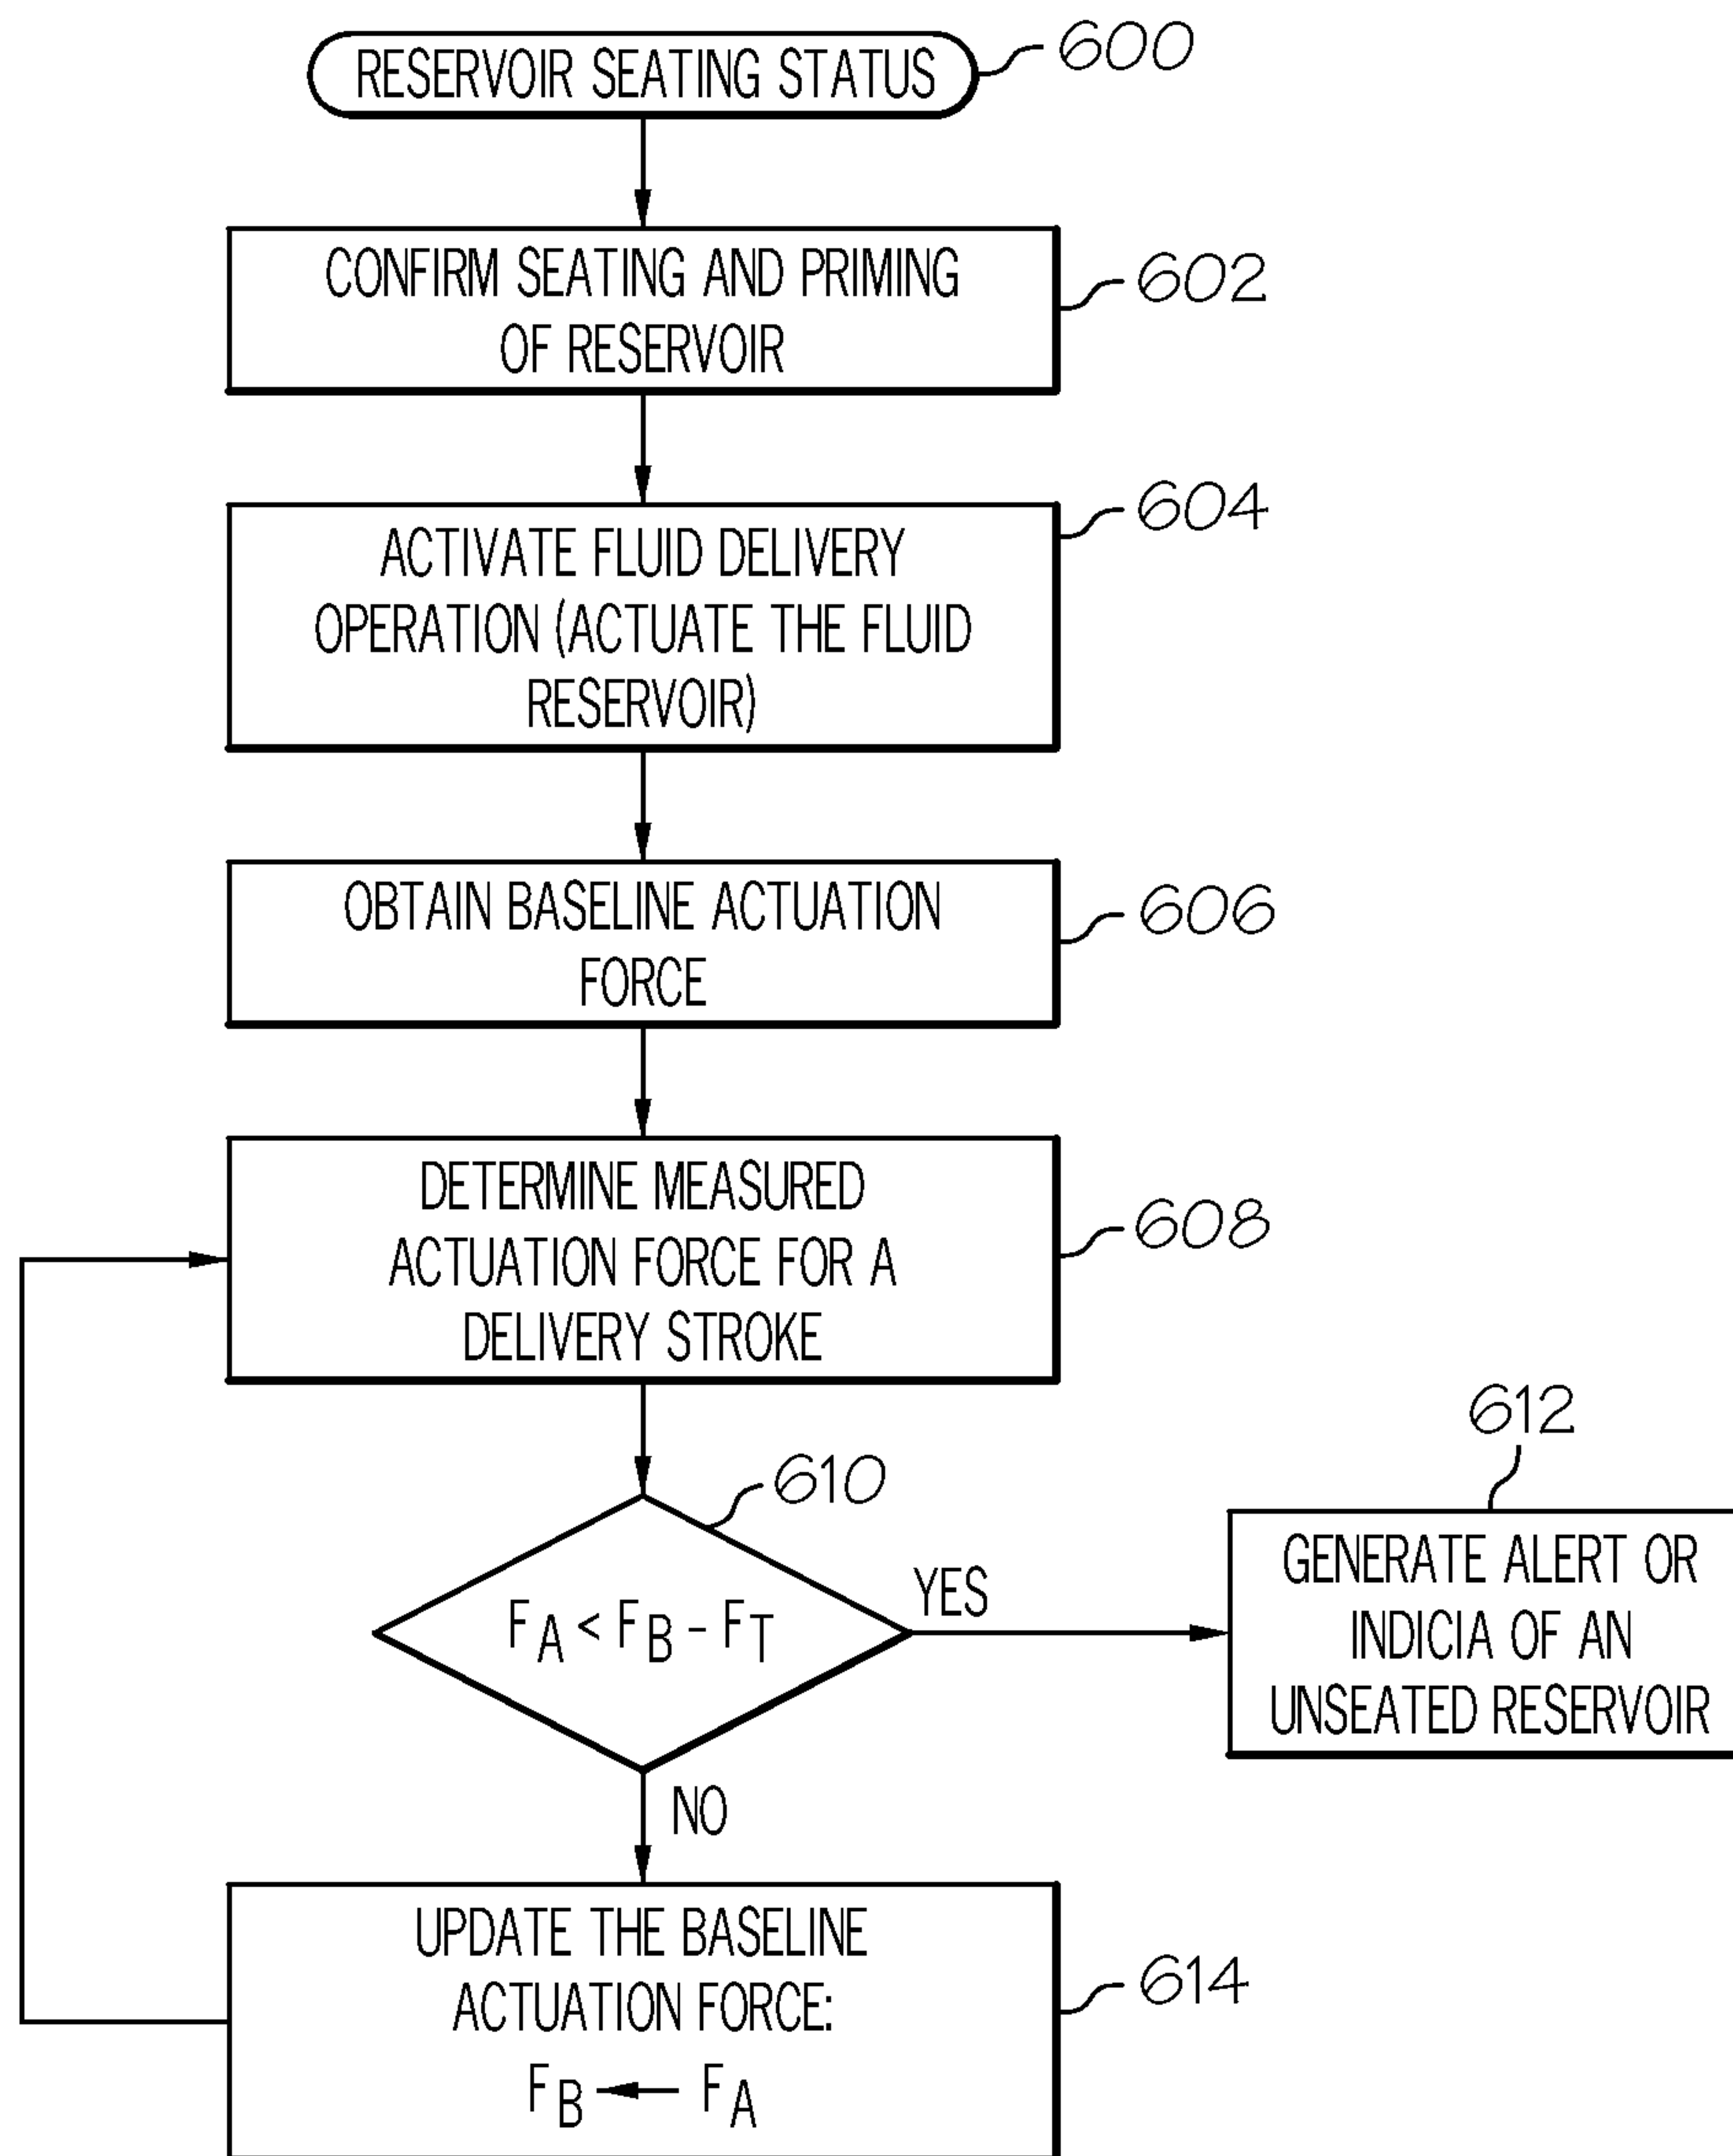 RESERVOIR SEATING STATUS
600
CONFIRM SEATING AND PRIMING
OF RESERVOIR
602
ACTIVATE FLUID DELIVERY
OPERATION (ACTUATE THE FLUID
RESERVOIR)
604
OBTAIN BASELINE ACTUATION
FORCE
606
DETERMINE MEASURED
ACTUATION FORCE FOR A
DELIVERY STROKE
608
610
FA < FB - FT
YES
612
GENERATE ALERT OR
INDICIA OF AN
UNSEATED RESERVOIR
NO
UPDATE THE BASELINE
ACTUATION FORCE:
FB ← FA
614